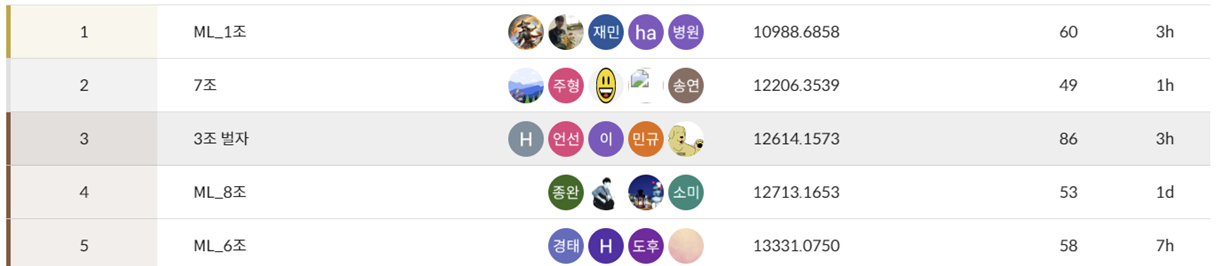 1 ML_1조 재민 ha 병원 10988.6858 60 3h
2 7조 주형 송연 12206.3539 49 1h
3 3조 벌자 H 언선 이 민규 12614.1573 86 3h
4 ML_8조 종완 소미 12713.1653 53 1d
5 ML_6조 경태 H 도후 13331.0750 58 7h